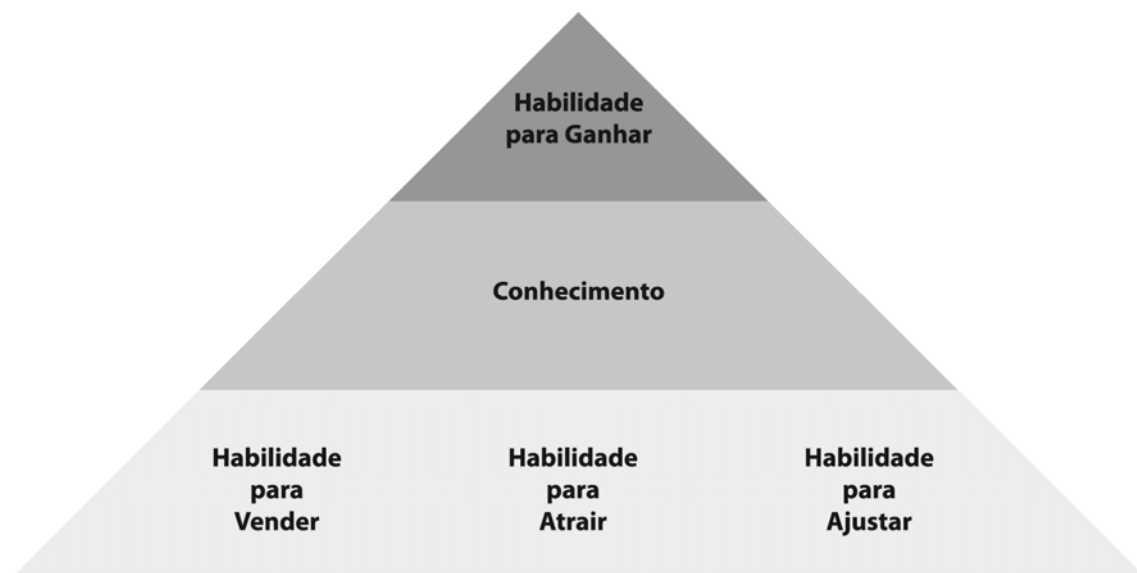 Habilidade
para Ganhar
Conhecimento
Habilidade
para
Vender
Habilidade
para
Atrair
Habilidade
para
Ajustar